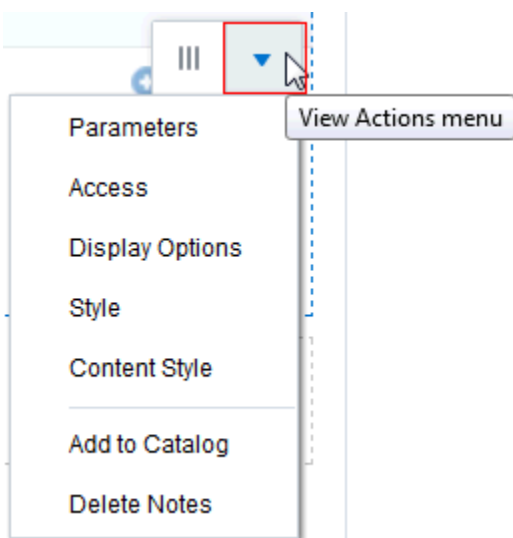 View Actions menu
Parameters
Access
Display Options
Style
Content Style
Add to Catalog
Delete Notes